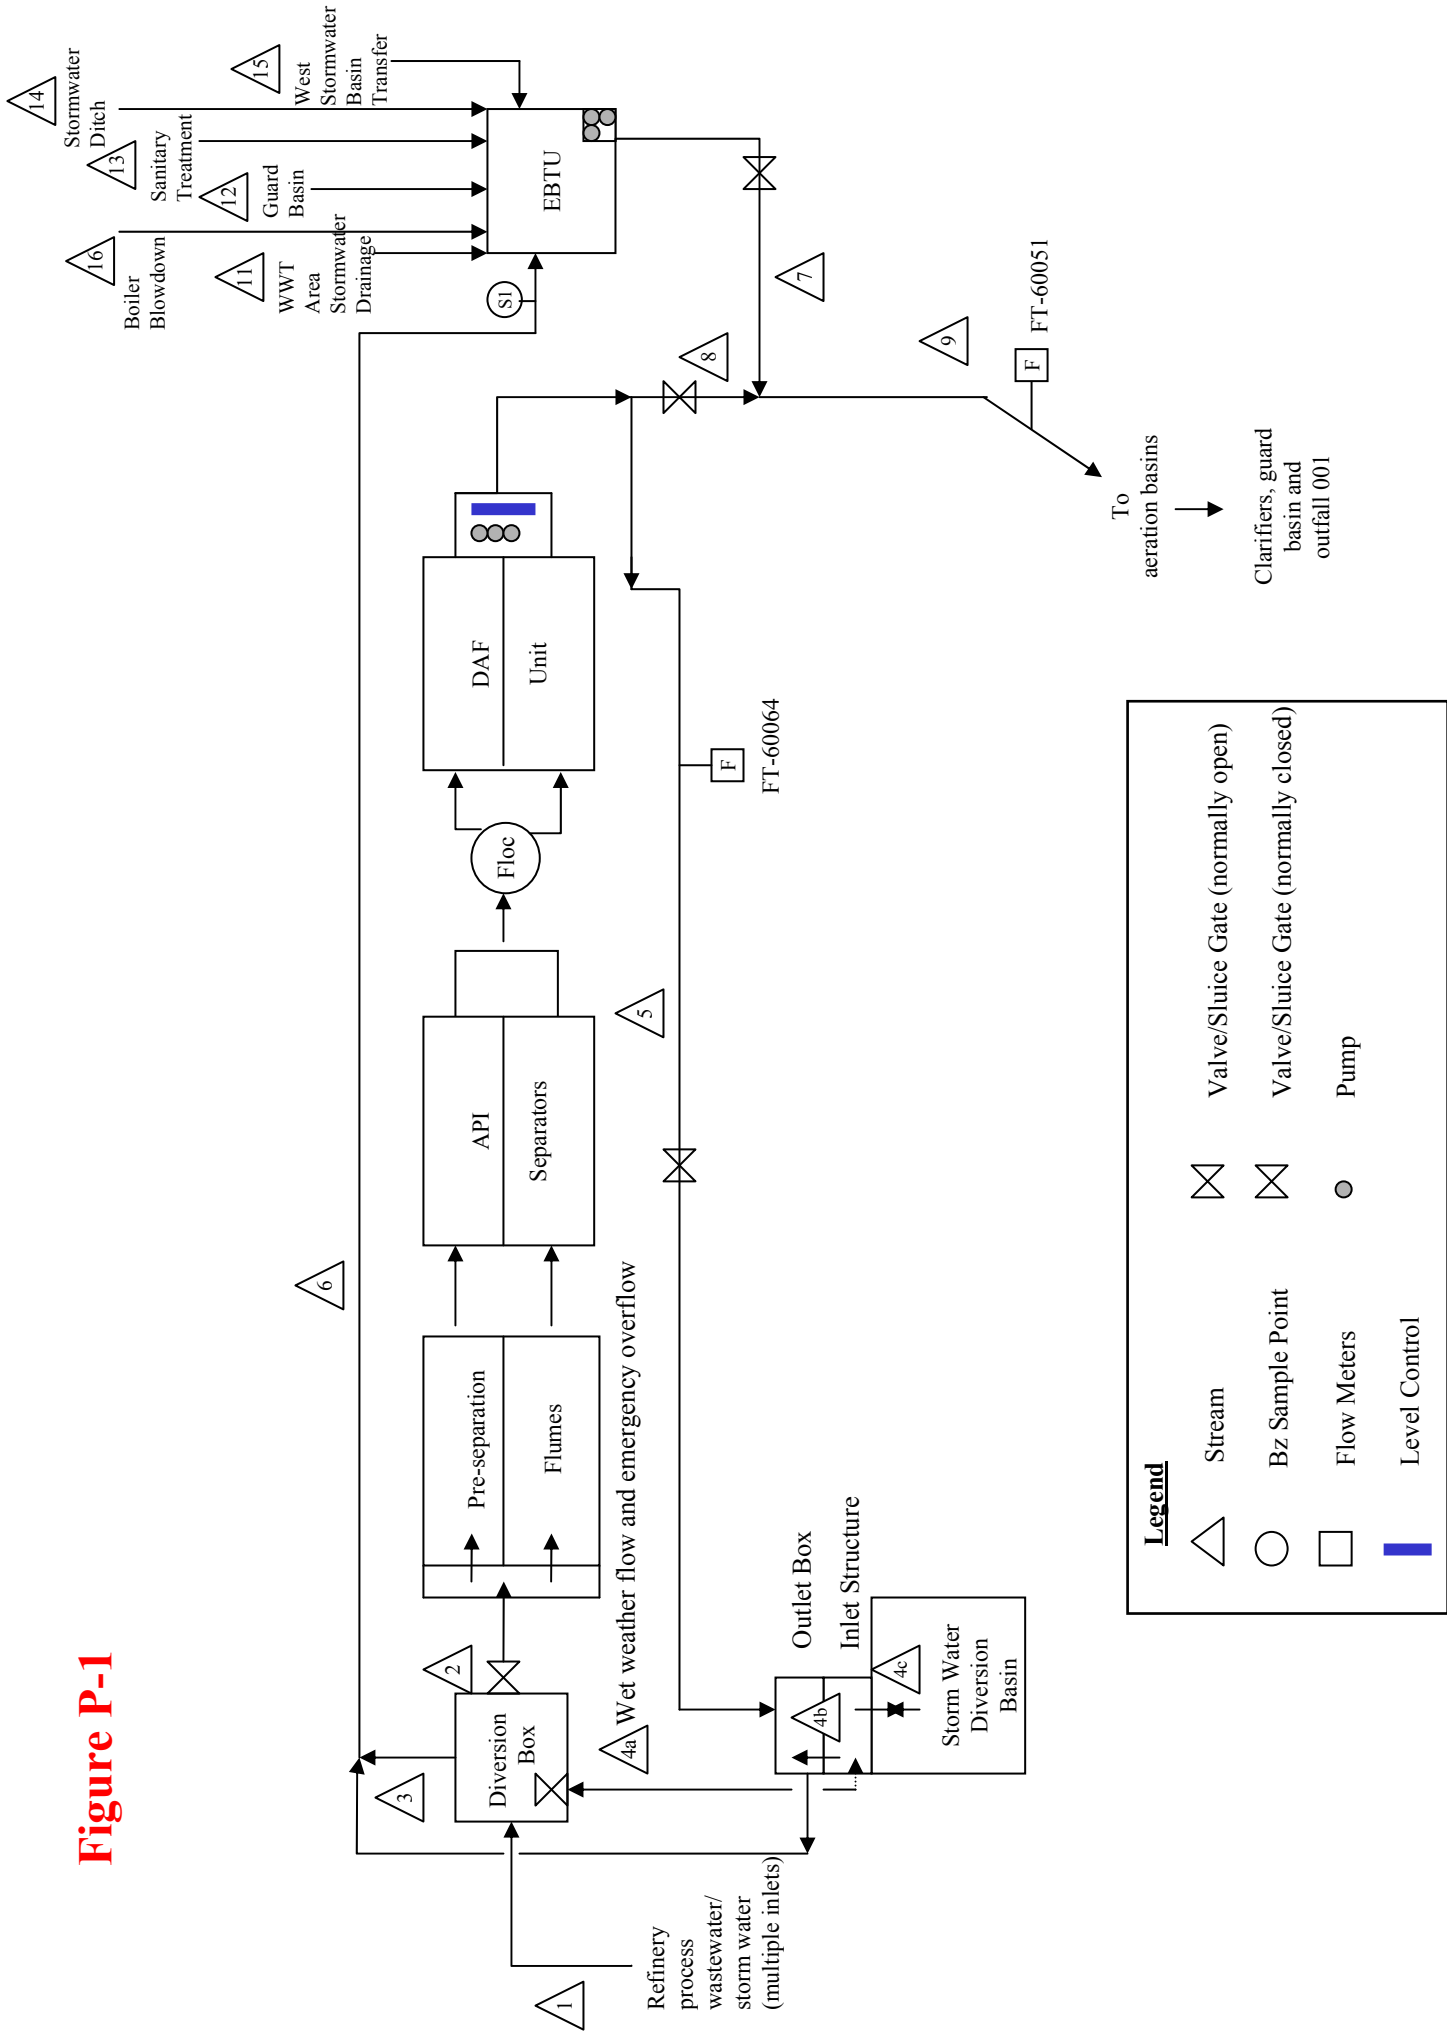 Figure P-1
14
Stormwater
Ditch
13
Sanitary
Treatment
12
Guard
Basin
16
Boiler
Blowdown
11
WWT
Area
Stormwater
Drainage
15
West
Stormwater
Basin
Transfer
EBTU
S1
6
3
Diversion
Box
2
Pre-separation
Flumes
API
Separators
Floc
DAF
Unit
8
7
9
F
FT-60051
To
aeration basins
Clarifiers, guard
basin and
outfall 001
5
F
FT-60064
4a
Wet weather flow and emergency overflow
1
Refinery
process
wastewater/
storm water
(multiple inlets)
Outlet Box
Inlet Structure
4b
4c
Storm Water
Diversion
Basin
Legend
Stream
Valve/Sluice Gate (normally open)
Bz Sample Point
Valve/Sluice Gate (normally closed)
Flow Meters
Pump
Level Control